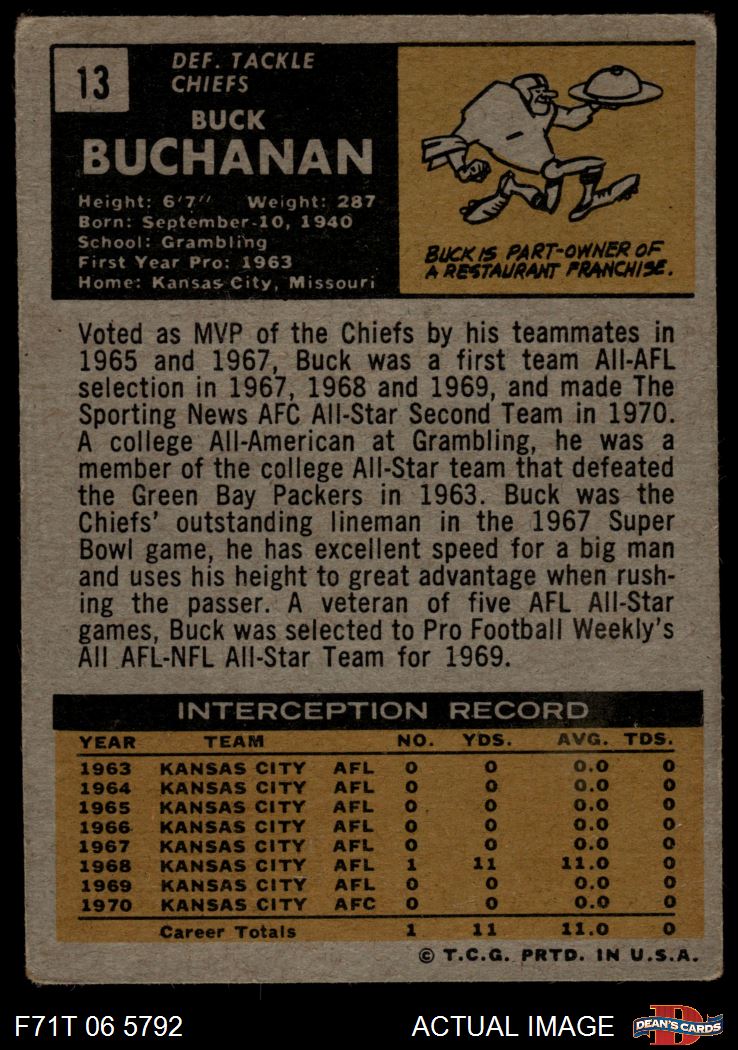 13
DEF. TACKLE
CHIEFS
BUCK
BUCHANAN
Height: 6'7" Weight: 287
Born: September 10, 1940
School: Grambling
First Year Pro: 1963
Home: Kansas City, Missouri
BUCK IS PART-OWNER OF
A RESTAURANT FRANCHISE.
Voted as MVP of the Chiefs by his teammates in
1965 and 1967, Buck was a first team All-AFL
selection in 1967, 1968 and 1969, and made The
Sporting News AFC All-Star Second Team in 1970.
A college All-American at Grambling, he was a
member of the college All-Star team that defeated
the Green Bay Packers in 1963. Buck was the
Chiefs' outstanding lineman in the 1967 Super
Bowl game, he has excellent speed for a big man
and uses his height to great advantage when rush-
ing the passer. A veteran of five AFL All-Star
games, Buck was selected to Pro Football Weekly's
All AFL-NFL All-Star Team for 1969.
INTERCEPTION RECORD
YEAR TEAM NO. YDS. AVG. TDS.
1963 KANSAS CITY AFL 0 0 0.0 0
1964 KANSAS CITY AFL 0 0 0.0 0
1965 KANSAS CITY AFL 0 0 0.0 0
1966 KANSAS CITY AFL 0 0 0.0 0
1967 KANSAS CITY AFL 0 0 0.0 0
1968 KANSAS CITY AFL 1 11 11.0 0
1969 KANSAS CITY AFL 0 0 0.0 0
1970 KANSAS CITY AFC 0 0 0.0 0
Career Totals 1 11 11.0 0
© T.C.G. PRTD. IN U.S.A.
F71T 06 5792 ACTUAL IMAGE
D
DEAN'S CARDS